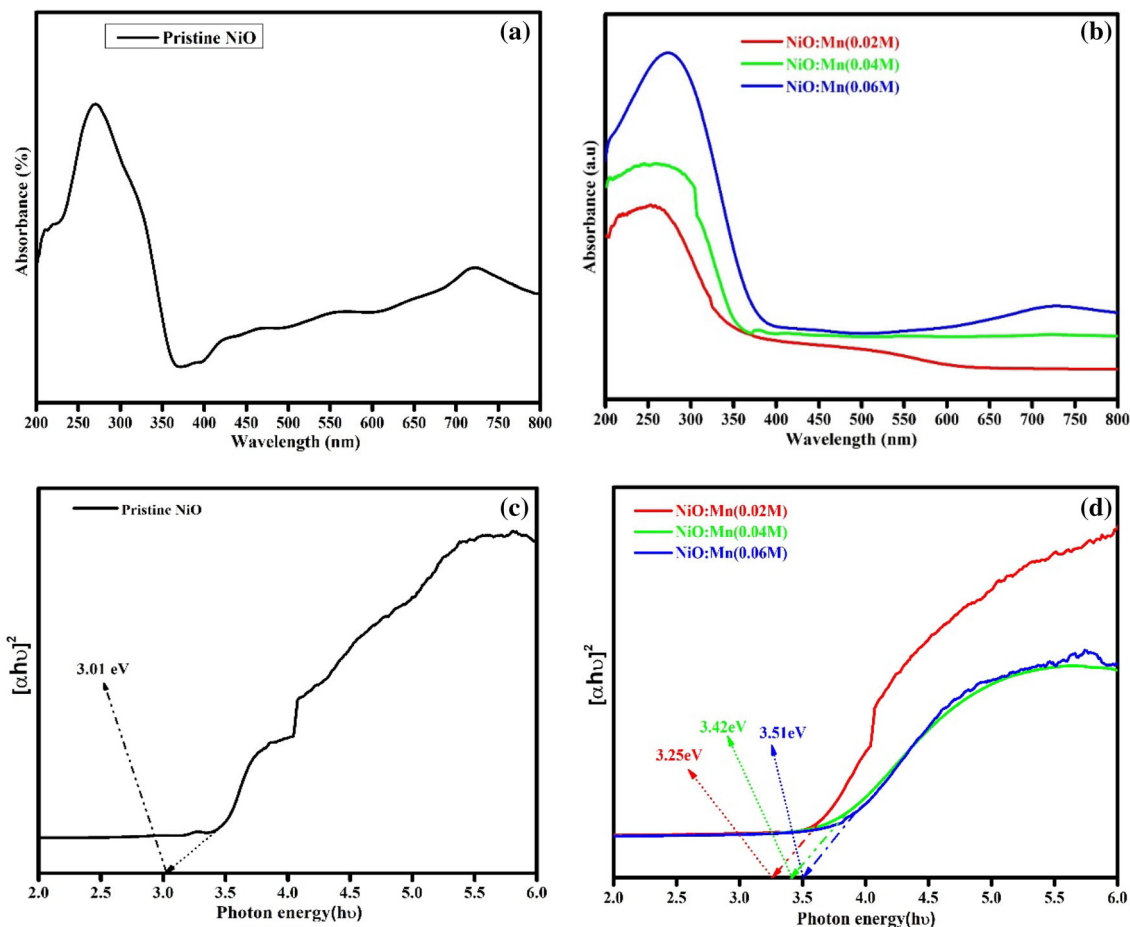 (a)
Pristine NiO
Absorbance (%)
200 250 300 350 400 450 500 550 600 650 700 750 800
Wavelength (nm)
(b)
NiO:Mn(0.02M)
NiO:Mn(0.04M)
NiO:Mn(0.06M)
Absorbance (a.u)
200 250 300 350 400 450 500 550 600 650 700 750 800
Wavelength (nm)
(c)
Pristine NiO
[αhυ]²
3.01 eV
2.0 2.5 3.0 3.5 4.0 4.5 5.0 5.5 6.0
Photon energy(hυ)
(d)
NiO:Mn(0.02M)
NiO:Mn(0.04M)
NiO:Mn(0.06M)
[αhυ]²
3.42eV
3.51eV
3.25eV
2.0 2.5 3.0 3.5 4.0 4.5 5.0 5.5 6.0
Photon energy(hυ)